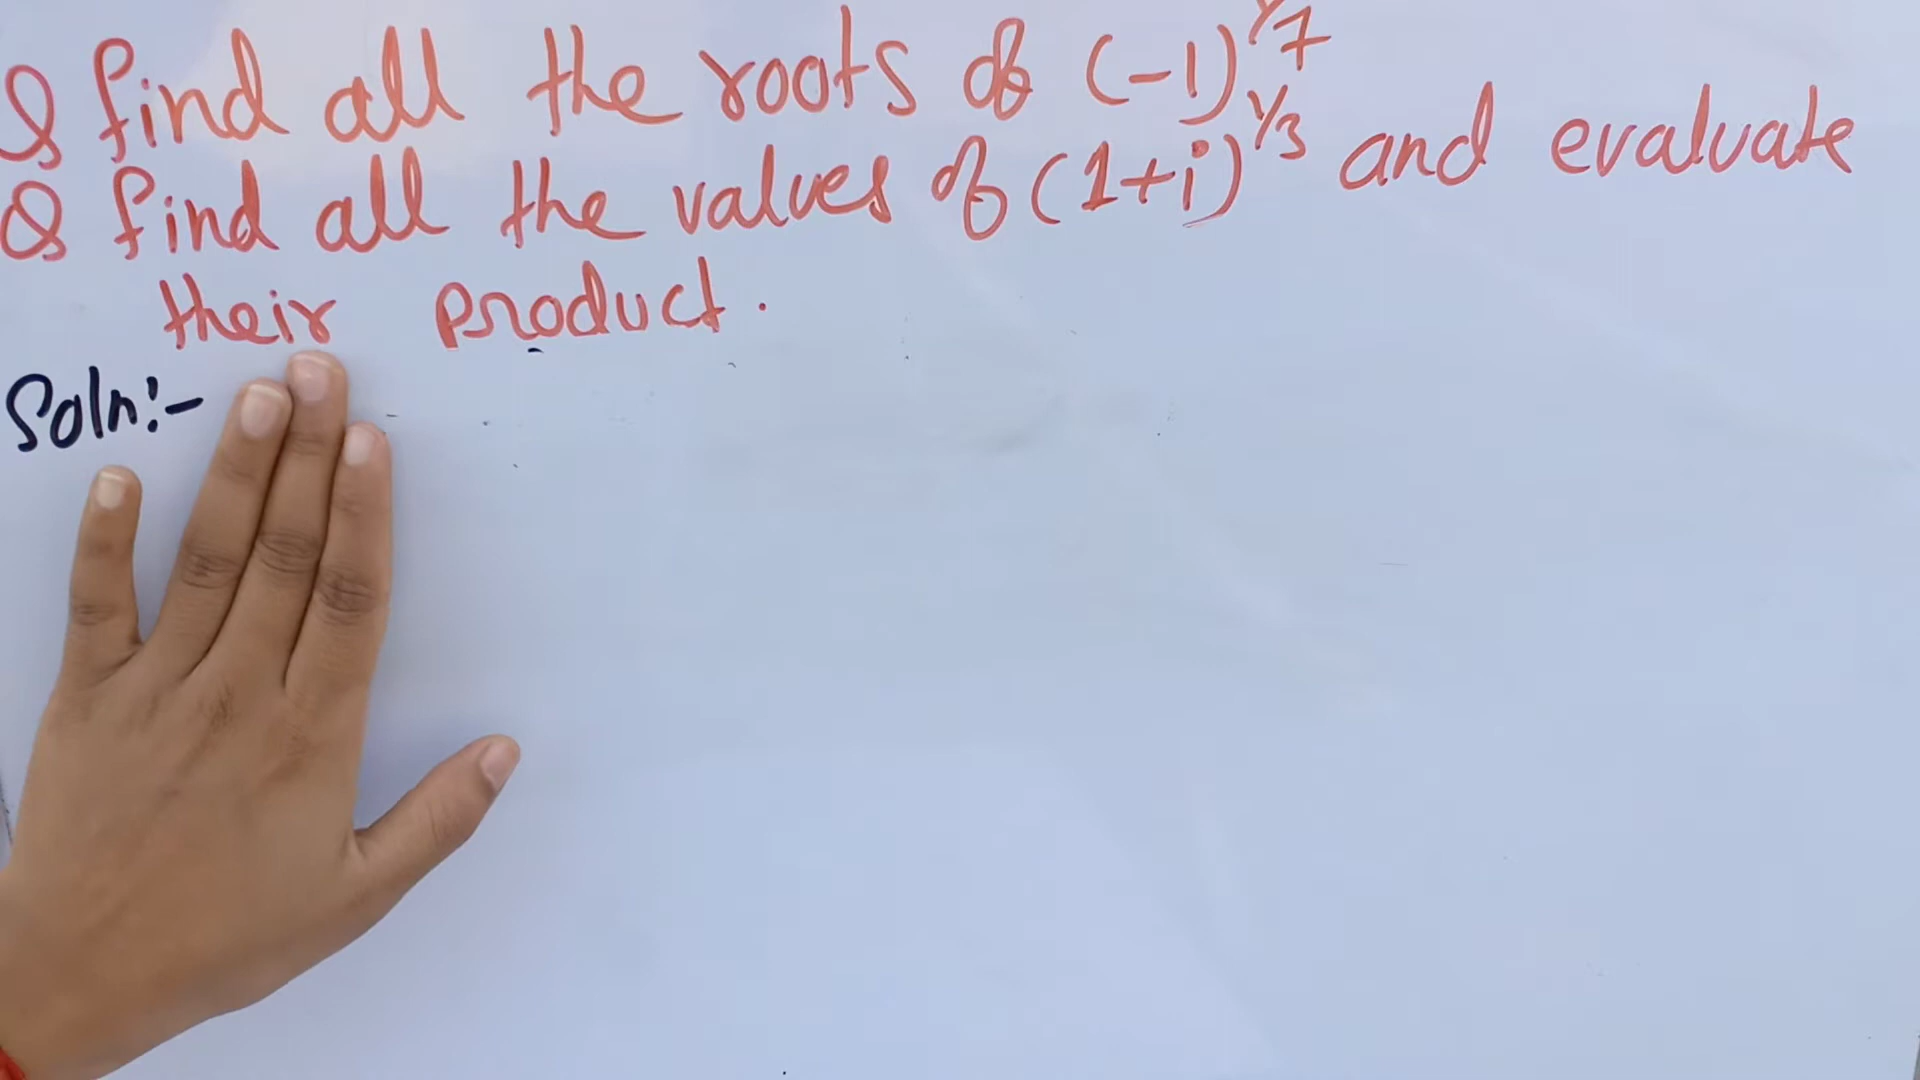 Q find all the roots of (-1)^1/7
Q find all the values of (1+i)^1/3 and evaluate
their product.
Soln:-